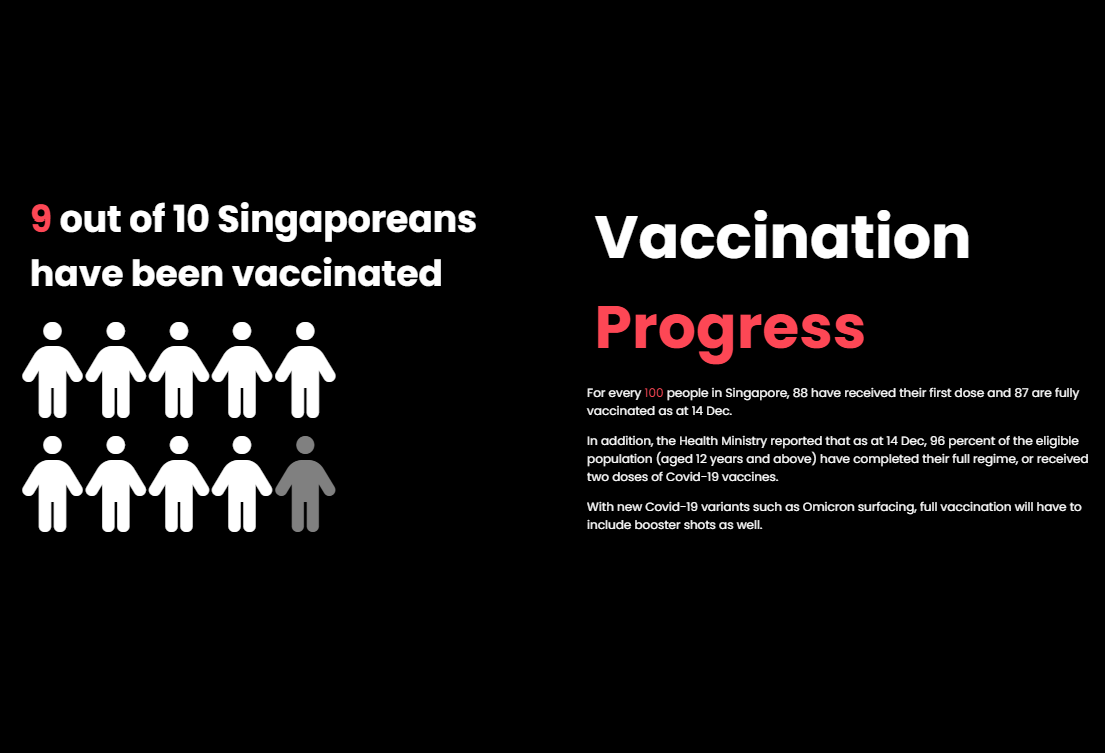 9 out of 10 Singaporeans
have been vaccinated
Vaccination
Progress
For every 100 people in Singapore, 88 have received their first dose and 87 are fully
vaccinated as at 14 Dec.
In addition, the Health Ministry reported that as at 14 Dec, 96 percent of the eligible
population (aged 12 years and above) have completed their full regime, or received
two doses of Covid-19 vaccines.
With new Covid-19 variants such as Omicron surfacing, full vaccination will have to
include booster shots as well.